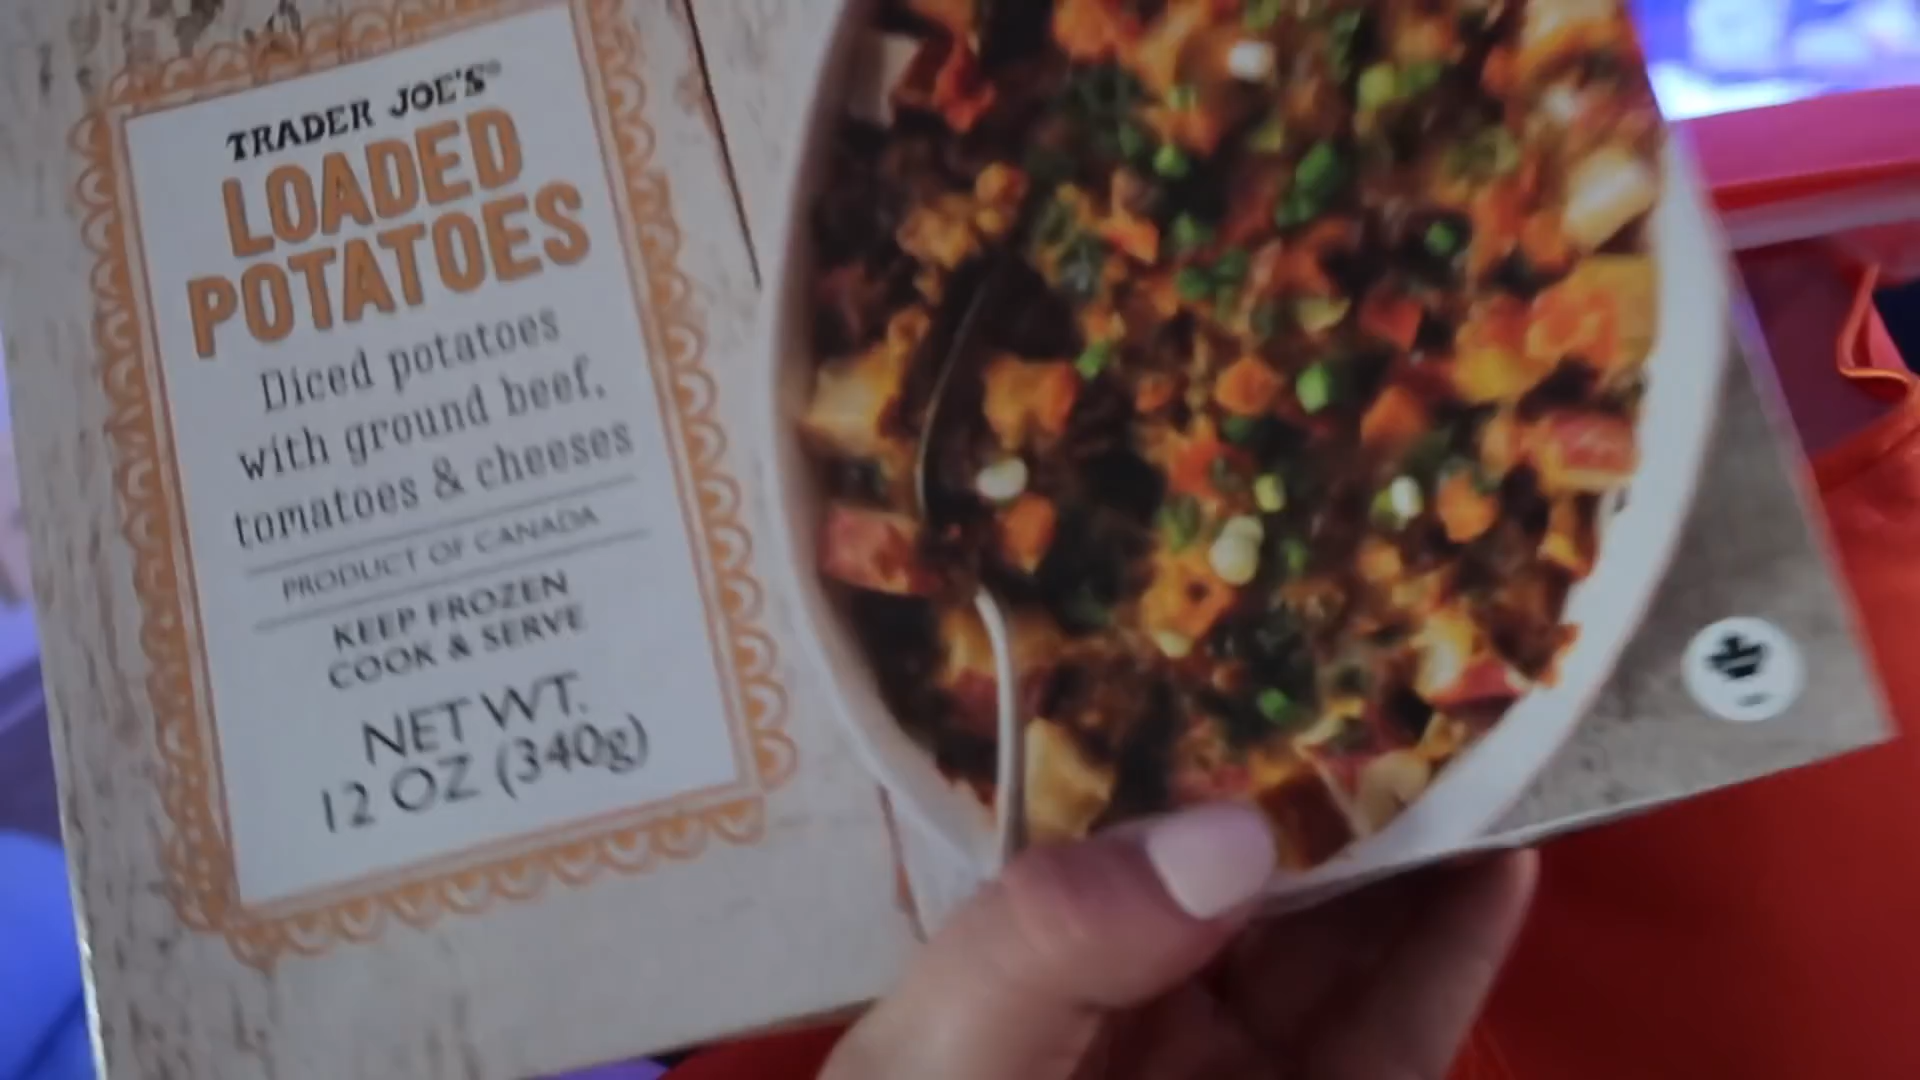 TRADER JOE'S®
LOADED
POTATOES
Diced potatoes
with ground beef,
tomatoes & cheeses
PRODUCT OF CANADA
KEEP FROZEN
COOK & SERVE
NET WT.
12 OZ (340g)